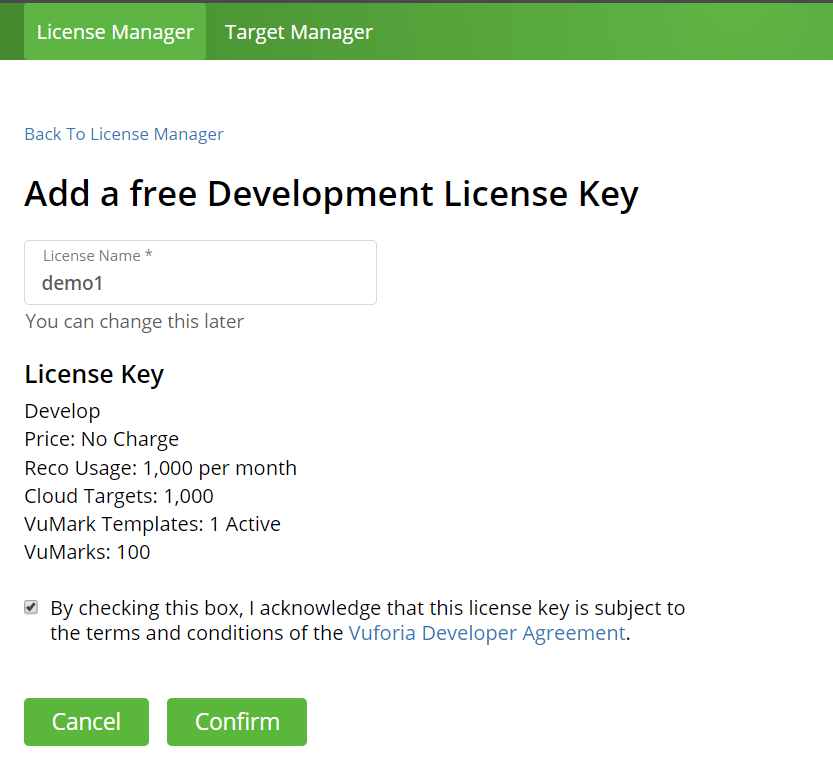 License Manager Target Manager
Back To License Manager
Add a free Development License Key
License Name *
demo1
You can change this later
License Key
Develop
Price: No Charge
Reco Usage: 1,000 per month
Cloud Targets: 1,000
VuMark Templates: 1 Active
VuMarks: 100
By checking this box, I acknowledge that this license key is subject to
the terms and conditions of the Vuforia Developer Agreement.
Cancel Confirm